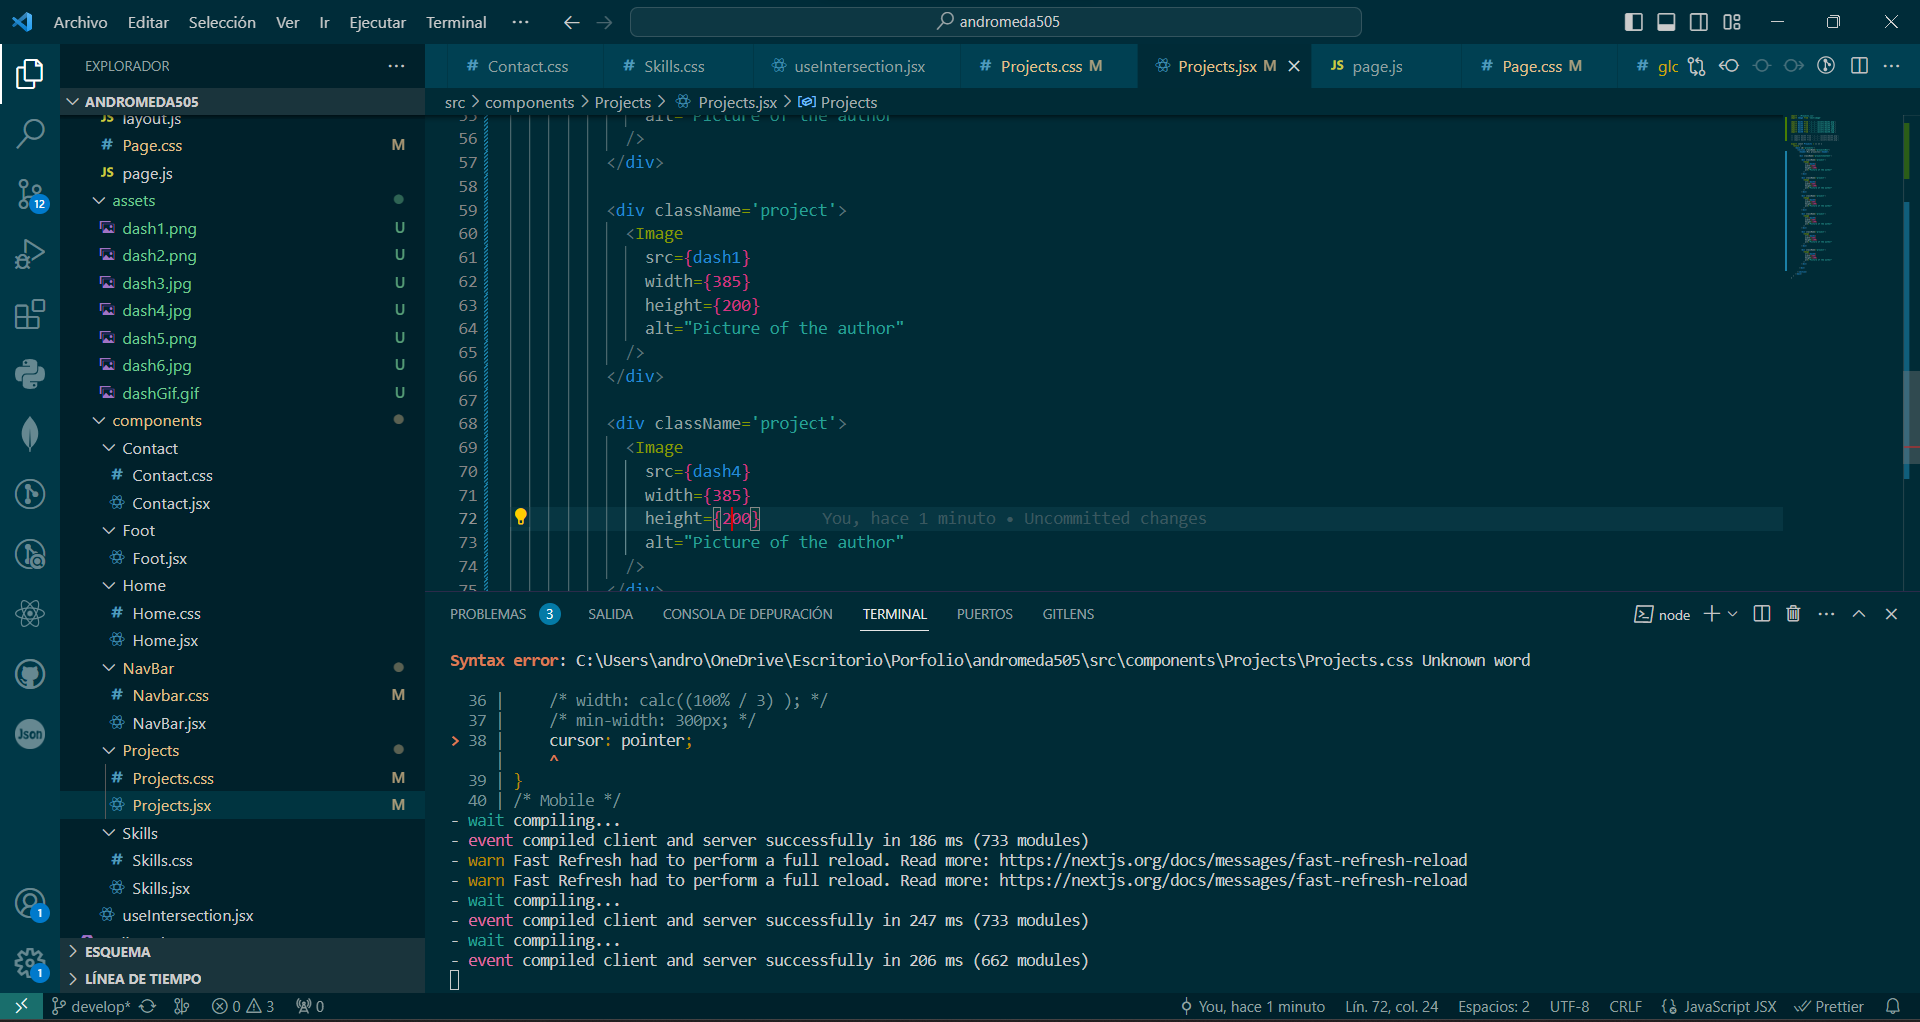 Archivo Editar Selección Ver Ir Ejecutar Terminal ··· andromeda505
EXPLORADOR ···
ANDROMEDA505
JS layout.js
# Page.css M
JS page.js
assets
dash1.png U
dash2.png U
dash3.jpg U
dash4.jpg U
dash5.png U
dash6.jpg U
dashGif.gif U
components
Contact
# Contact.css
Contact.jsx
Foot
Foot.jsx
Home
# Home.css
Home.jsx
NavBar
# Navbar.css M
NavBar.jsx
Projects
# Projects.css M
Projects.jsx M
Skills
# Skills.css
Skills.jsx
useIntersection.jsx
ESQUEMA
LÍNEA DE TIEMPO
12
Json
1
1
# Contact.css # Skills.css useIntersection.jsx # Projects.css M Projects.jsx M JS page.js # Page.css M # glo
src > components > Projects > Projects.jsx > Projects
55 alt="Picture of the author"
56 />
57 </div>
58
59 <div className='project'>
60 <Image
61 src={dash1}
62 width={385}
63 height={200}
64 alt="Picture of the author"
65 />
66 </div>
67
68 <div className='project'>
69 <Image
70 src={dash4}
71 width={385}
72 height={200} You, hace 1 minuto • Uncommitted changes
73 alt="Picture of the author"
74 />
75 </div>
PROBLEMAS 3 SALIDA CONSOLA DE DEPURACIÓN TERMINAL PUERTOS GITLENS node
Syntax error: C:\Users\andro\OneDrive\Escritorio\Porfolio\andromeda505\src\components\Projects\Projects.css Unknown word
36 | /* width: calc((100% / 3) ); */
37 | /* min-width: 300px; */
> 38 | cursor: pointer;
| ^
39 | }
40 | /* Mobile */
- wait compiling...
- event compiled client and server successfully in 186 ms (733 modules)
- warn Fast Refresh had to perform a full reload. Read more: https://nextjs.org/docs/messages/fast-refresh-reload
- warn Fast Refresh had to perform a full reload. Read more: https://nextjs.org/docs/messages/fast-refresh-reload
- wait compiling...
- event compiled client and server successfully in 247 ms (733 modules)
- wait compiling...
- event compiled client and server successfully in 206 ms (662 modules)
develop* 0 3 0 You, hace 1 minuto Lín. 72, col. 24 Espacios: 2 UTF-8 CRLF JavaScript JSX Prettier